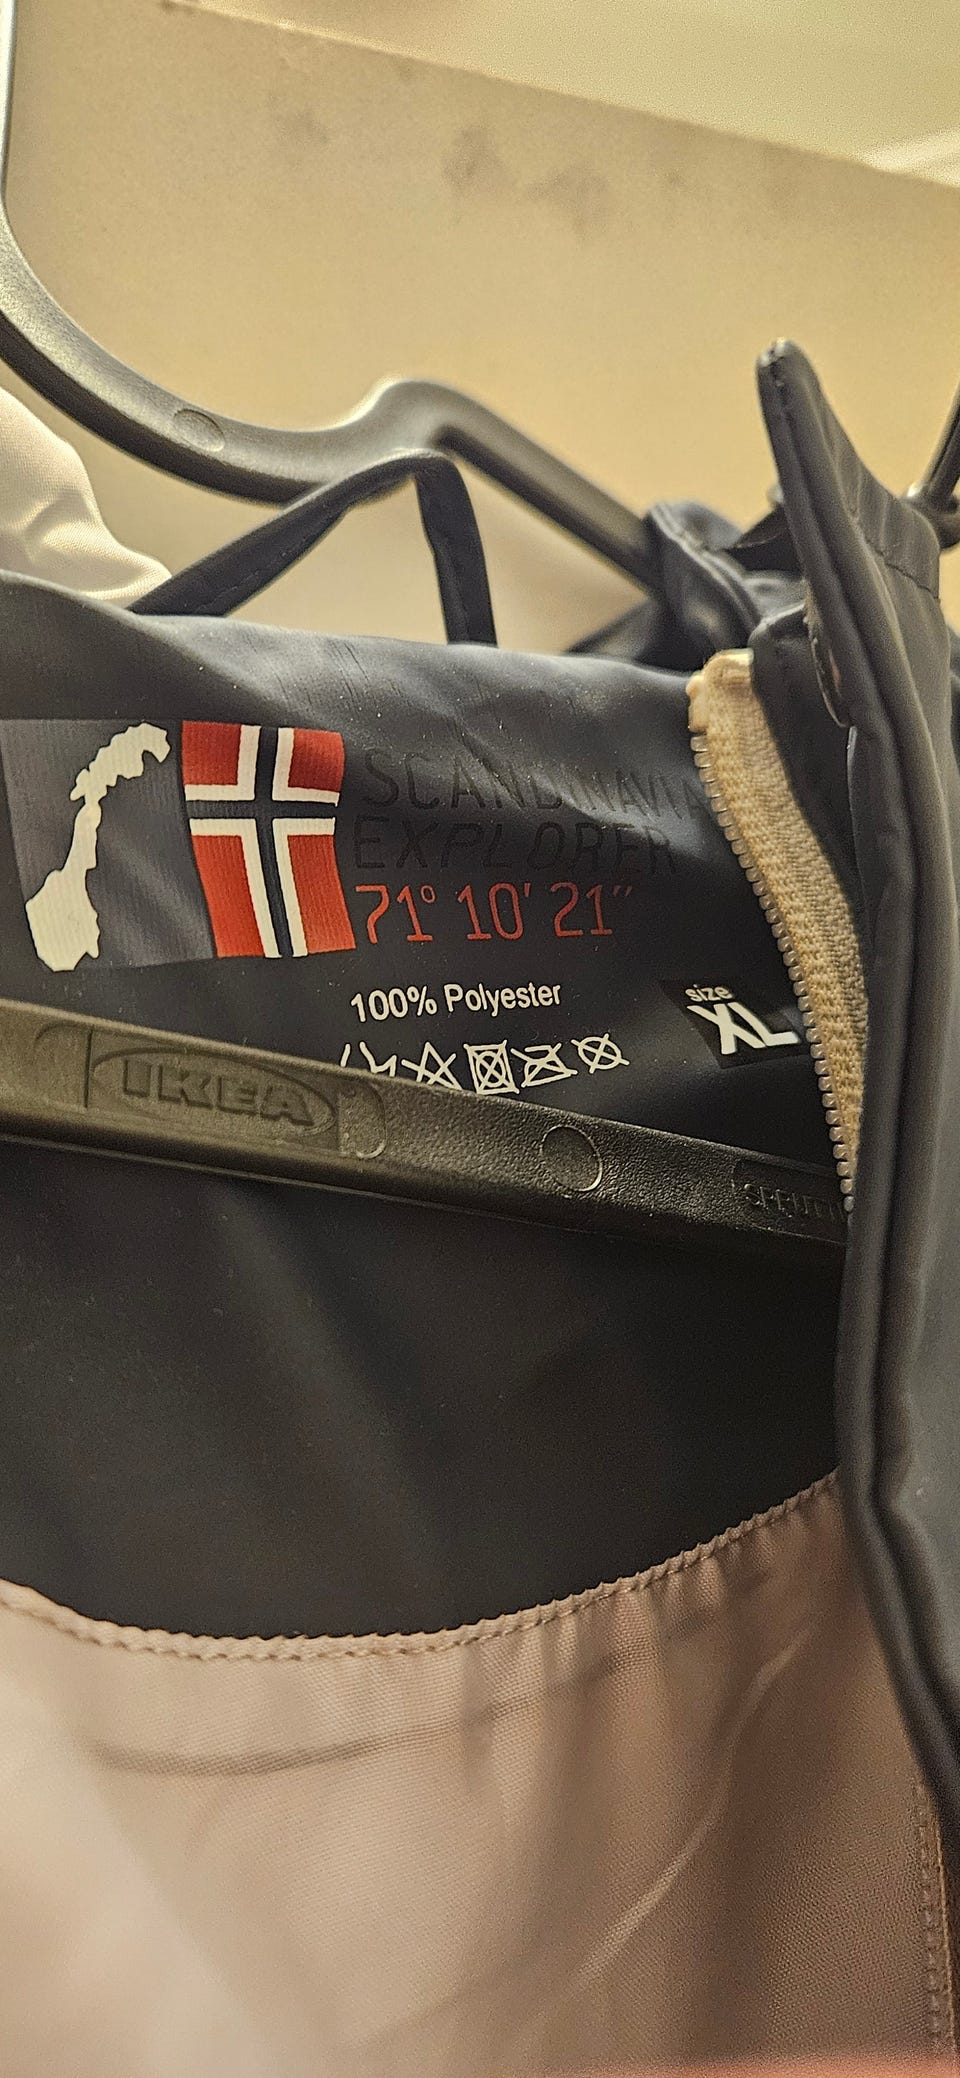 SCANDINAVIA
EXPLORER
71° 10' 21"
100% Polyester
size
XL
IKEA